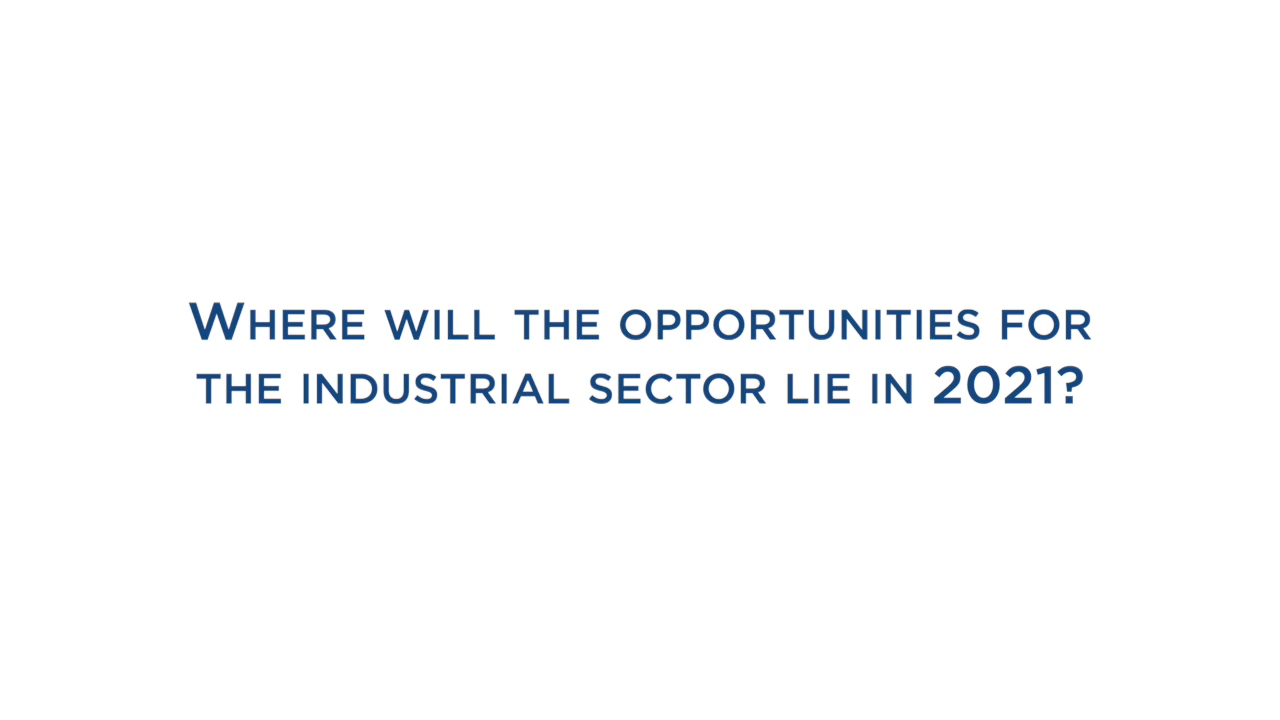 Where will the opportunities for
the industrial sector lie in 2021?